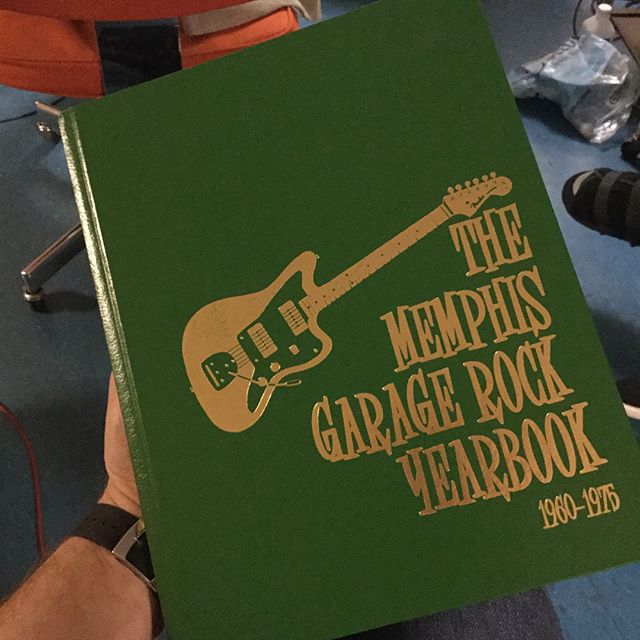 THE
MEMPHIS
GARAGE ROCK
YEARBOOK
1960-1975